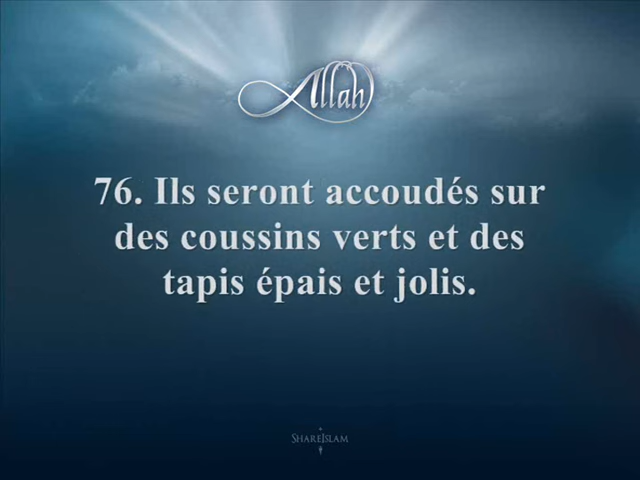 Allah
76. Ils seront accoudés sur
des coussins verts et des
tapis épais et jolis.
ShareIslam